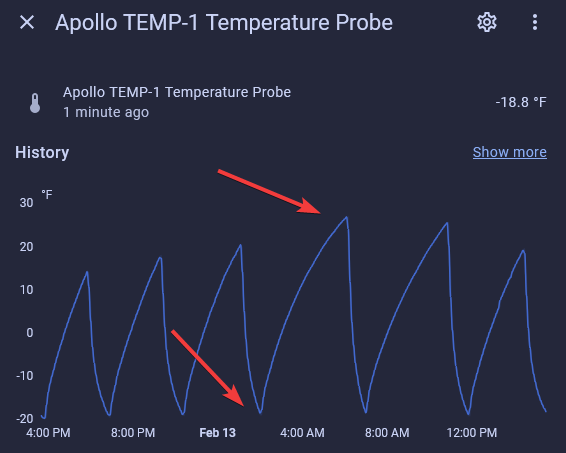 Apollo TEMP-1 Temperature Probe
Apollo TEMP-1 Temperature Probe
1 minute ago
-18.8 °F
History
Show more
°F
30
20
10
0
-10
-20
4:00 PM
8:00 PM
Feb 13
4:00 AM
8:00 AM
12:00 PM